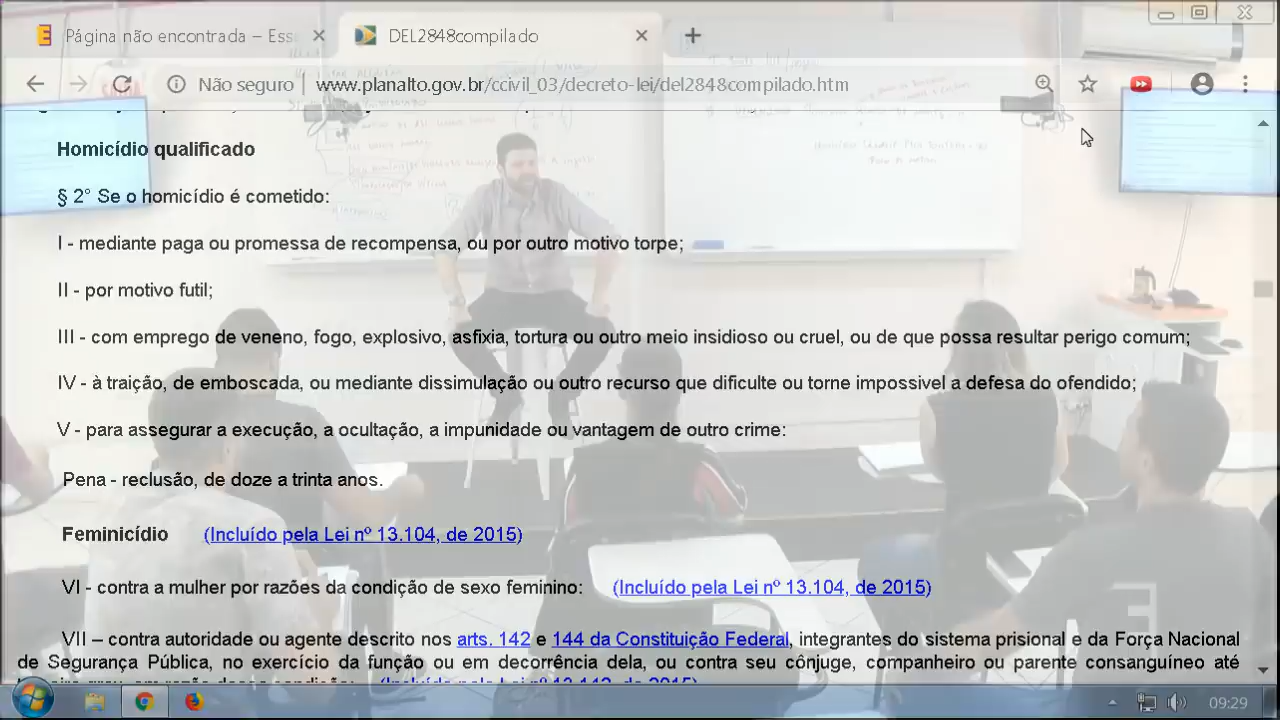 Página não encontrada – Ess
DEL2848compilado
Não seguro
www.planalto.gov.br/ccivil_03/decreto-lei/del2848compilado.htm
Homicídio qualificado
§ 2° Se o homicídio é cometido:
I - mediante paga ou promessa de recompensa, ou por outro motivo torpe;
II - por motivo futil;
III - com emprego de veneno, fogo, explosivo, asfixia, tortura ou outro meio insidioso ou cruel, ou de que possa resultar perigo comum;
IV - à traição, de emboscada, ou mediante dissimulação ou outro recurso que dificulte ou torne impossivel a defesa do ofendido;
V - para assegurar a execução, a ocultação, a impunidade ou vantagem de outro crime:
Pena - reclusão, de doze a trinta anos.
Feminicídio (Incluído pela Lei nº 13.104, de 2015)
VI - contra a mulher por razões da condição de sexo feminino: (Incluído pela Lei nº 13.104, de 2015)
VII – contra autoridade ou agente descrito nos arts. 142 e 144 da Constituição Federal, integrantes do sistema prisional e da Força Nacional
de Segurança Pública, no exercício da função ou em decorrência dela, ou contra seu cônjuge, companheiro ou parente consanguíneo até
09:29